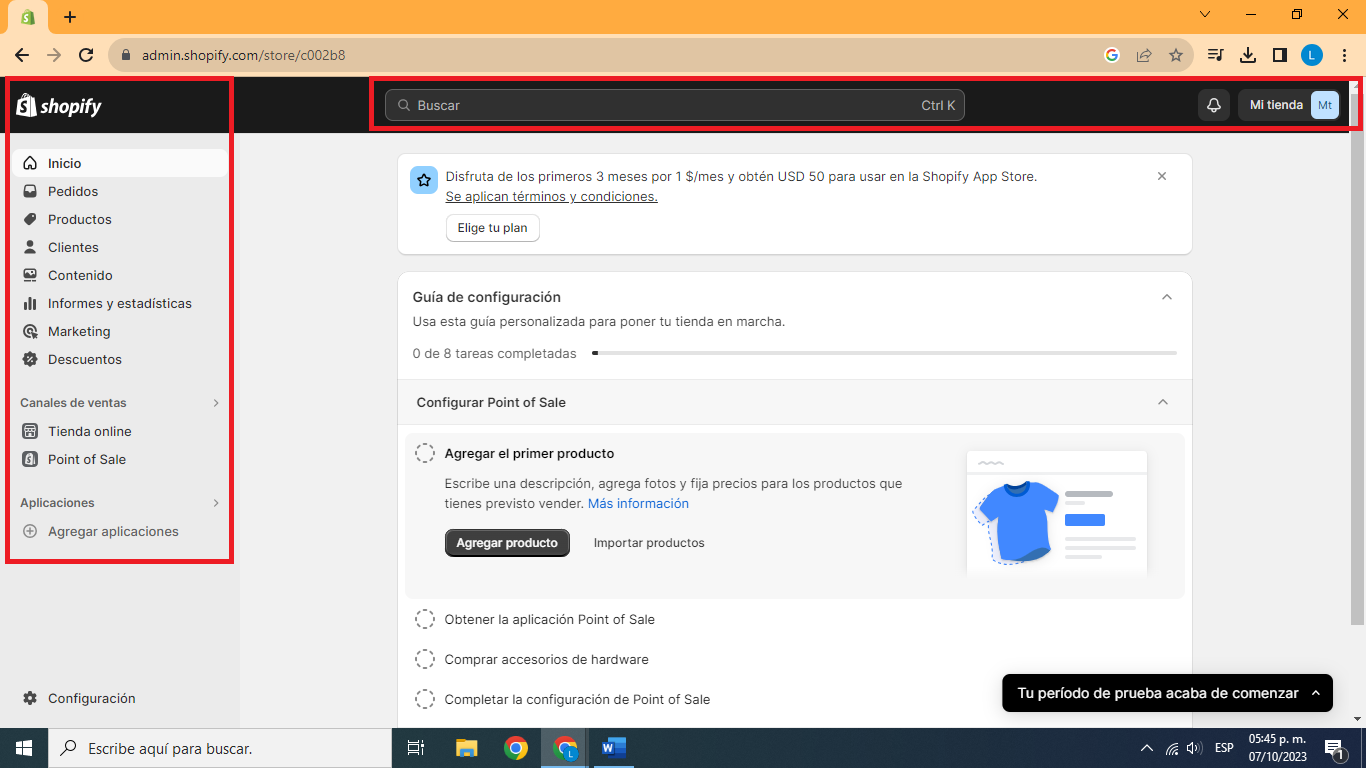 admin.shopify.com/store/c002b8
L
shopify
Buscar
Ctrl K
Mi tienda
Mt
Inicio
Pedidos
Productos
Clientes
Contenido
Informes y estadísticas
Marketing
Descuentos
Canales de ventas
Tienda online
Point of Sale
Aplicaciones
Agregar aplicaciones
Configuración
Disfruta de los primeros 3 meses por 1 $/mes y obtén USD 50 para usar en la Shopify App Store.
Se aplican términos y condiciones.
Elige tu plan
Guía de configuración
Usa esta guía personalizada para poner tu tienda en marcha.
0 de 8 tareas completadas
Configurar Point of Sale
Agregar el primer producto
Escribe una descripción, agrega fotos y fija precios para los productos que
tienes previsto vender. Más información
Agregar producto
Importar productos
Obtener la aplicación Point of Sale
Comprar accesorios de hardware
Completar la configuración de Point of Sale
Tu período de prueba acaba de comenzar
Escribe aquí para buscar.
L
W
ESP
05:45 p. m.
07/10/2023
1